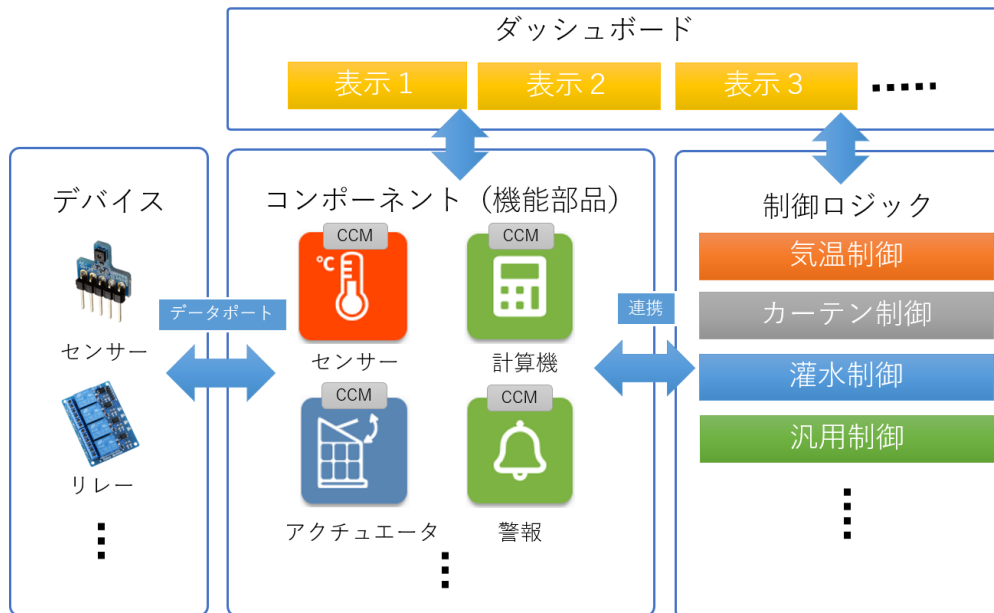 ダッシュボード
表示１
表示２
表示３
デバイス
センサー
リレー
データポート
コンポーネント（機能部品）
CCM
CCM
℃
センサー
計算機
CCM
CCM
アクチュエータ
警報
連携
制御ロジック
気温制御
カーテン制御
灌水制御
汎用制御